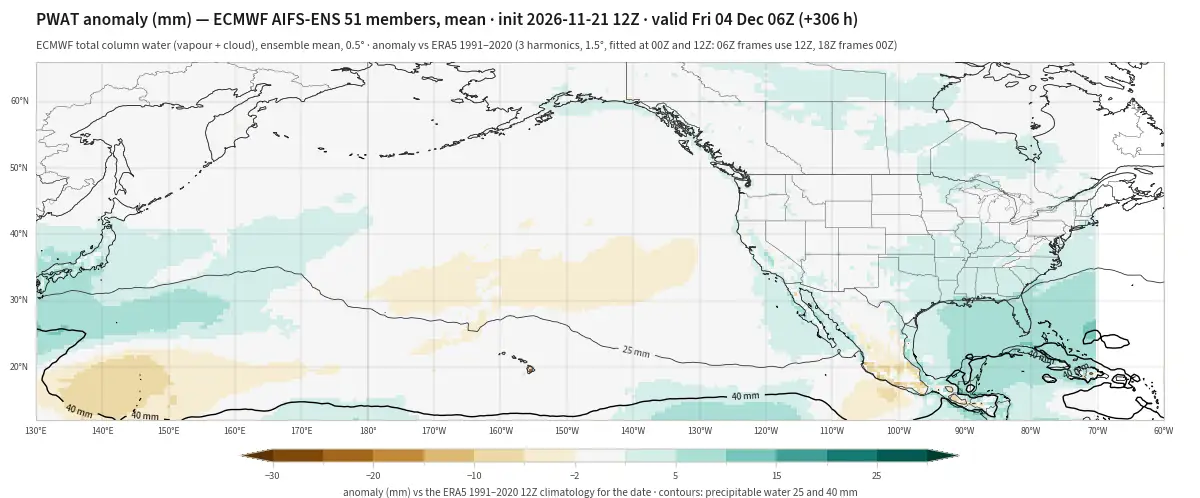 PWAT anomaly (mm) — ECMWF AIFS-ENS 51 members, mean · init 2026-11-21 12Z · valid Fri 04 Dec 06Z (+306 h)
ECMWF total column water (vapour + cloud), ensemble mean, 0.5° · anomaly vs ERA5 1991–2020 (3 harmonics, 1.5°, fitted at 00Z and 12Z: 06Z frames use 12Z, 18Z frames 00Z)
60°N
50°N
40°N
30°N
25 mm
20°N
40 mm
40 mm
40 mm
40 mm
40 mm
130°E 140°E 150°E 160°E 170°E 180° 170°W 160°W 150°W 140°W 130°W 120°W 110°W 100°W 90°W 80°W 70°W 60°W
−30 −20 −10 −2 5 15 25
anomaly (mm) vs the ERA5 1991–2020 12Z climatology for the date · contours: precipitable water 25 and 40 mm